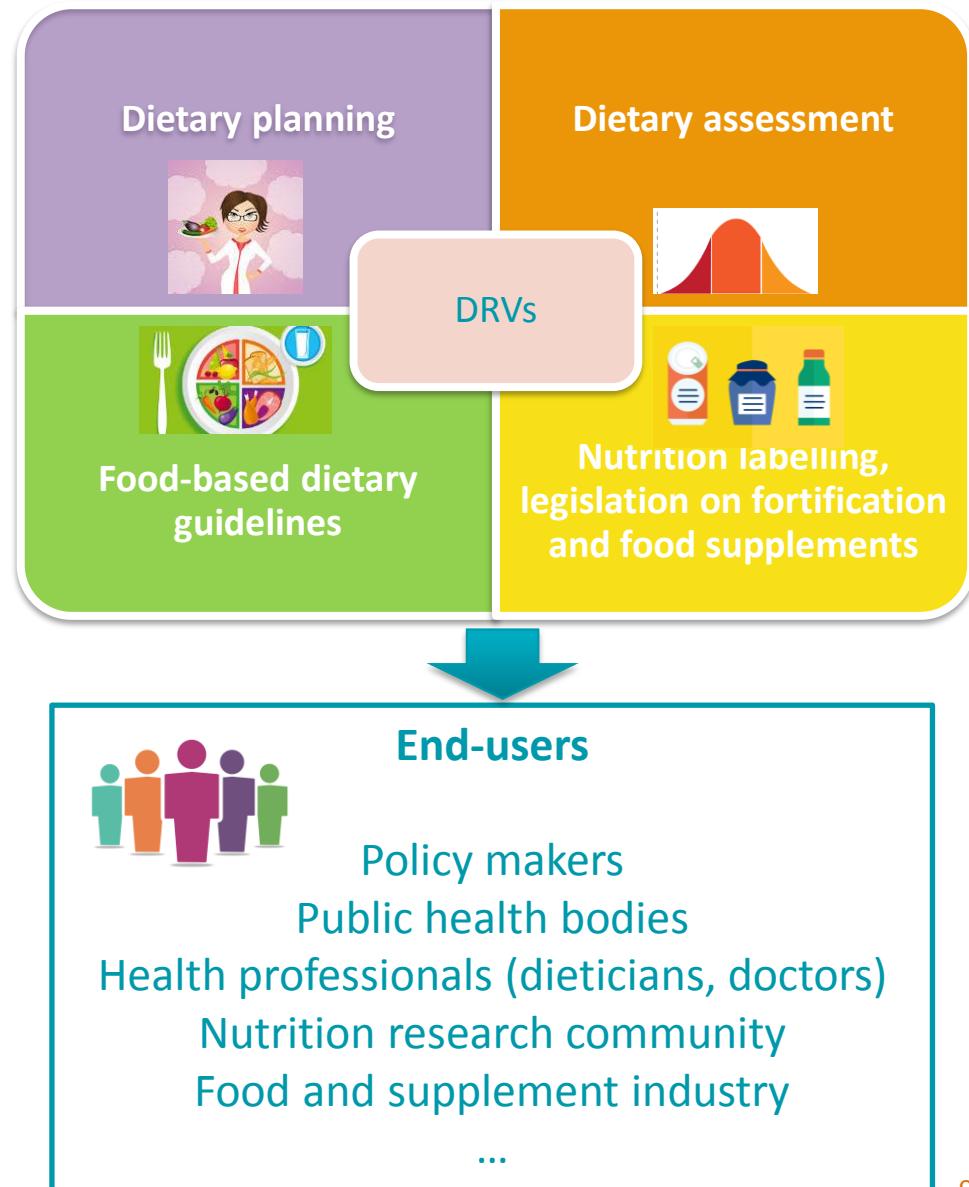 Dietary planning
Dietary assessment
DRVs
Food-based dietary
guidelines
Nutrition labelling,
legislation on fortification
and food supplements
End-users
Policy makers
Public health bodies
Health professionals (dieticians, doctors)
Nutrition research community
Food and supplement industry
...